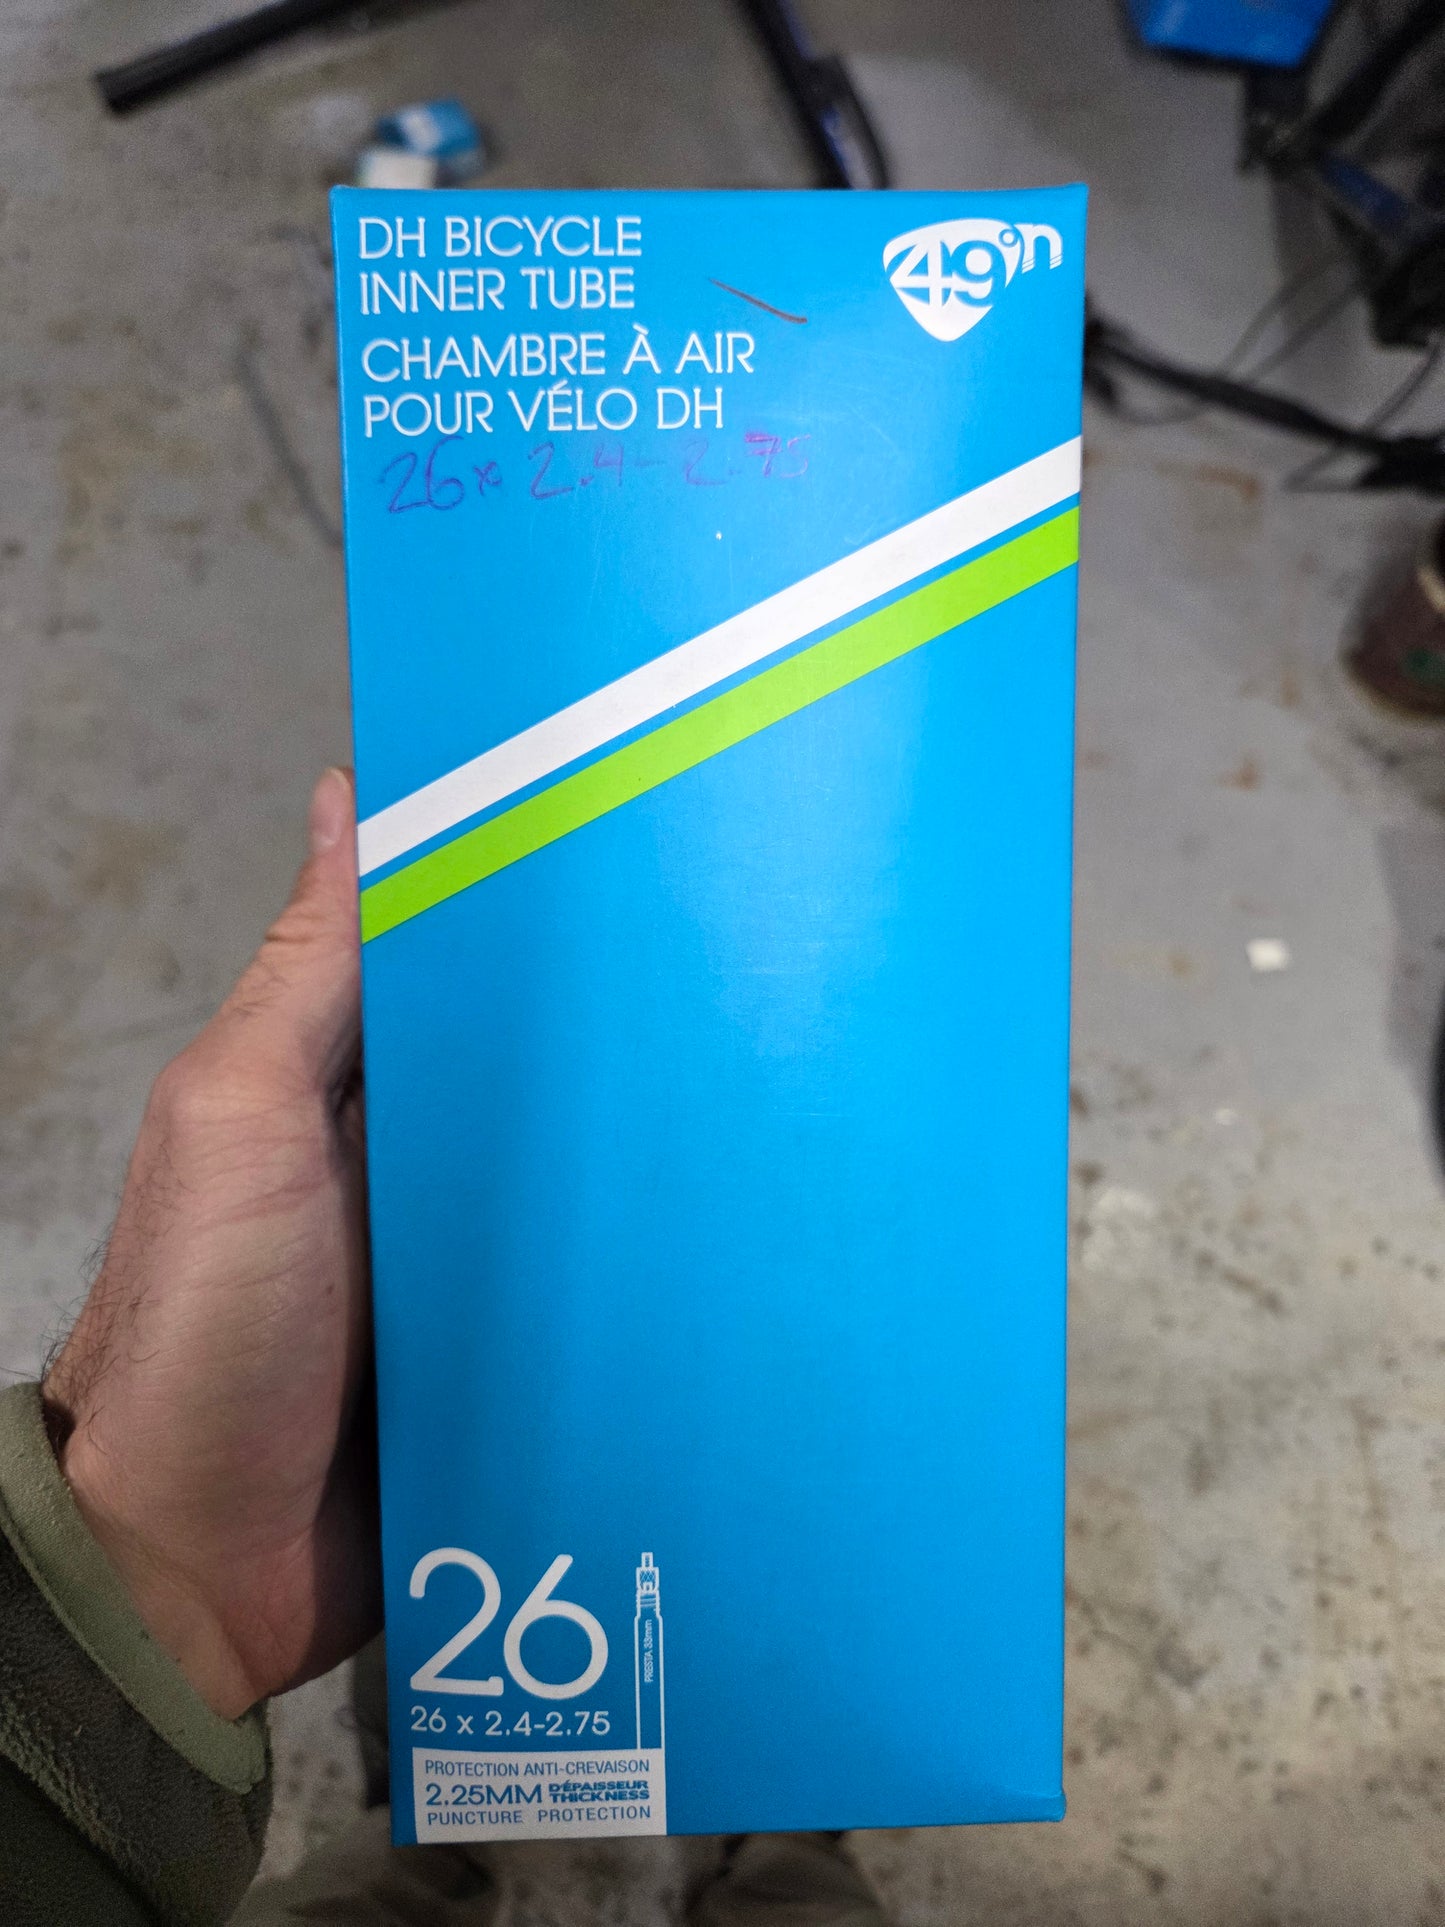 DH BICYCLE
INNER TUBE
CHAMBRE À AIR
POUR VÉLO DH
49°n
26 x 2.4 - 2.75
26
PRESTA 33mm
26 x 2.4-2.75
PROTECTION ANTI-CREVAISON
2.25MM D'ÉPAISSEUR
THICKNESS
PUNCTURE PROTECTION